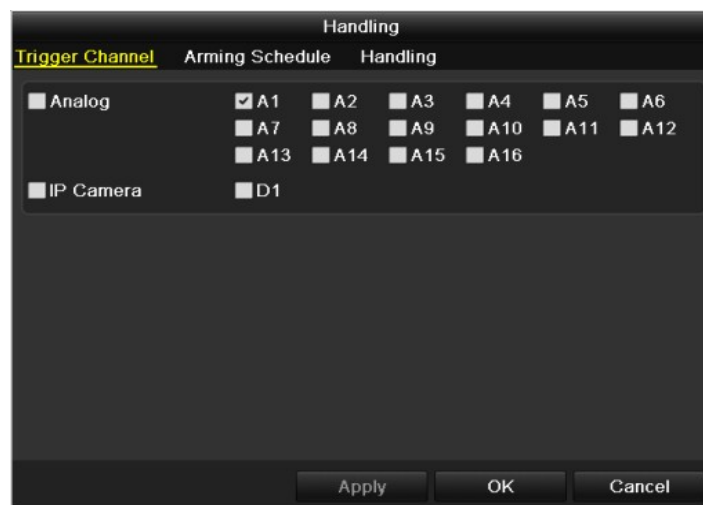 Handling
Trigger Channel Arming Schedule Handling
Analog A1 A2 A3 A4 A5 A6
A7 A8 A9 A10 A11 A12
A13 A14 A15 A16
IP Camera D1
Apply OK Cancel